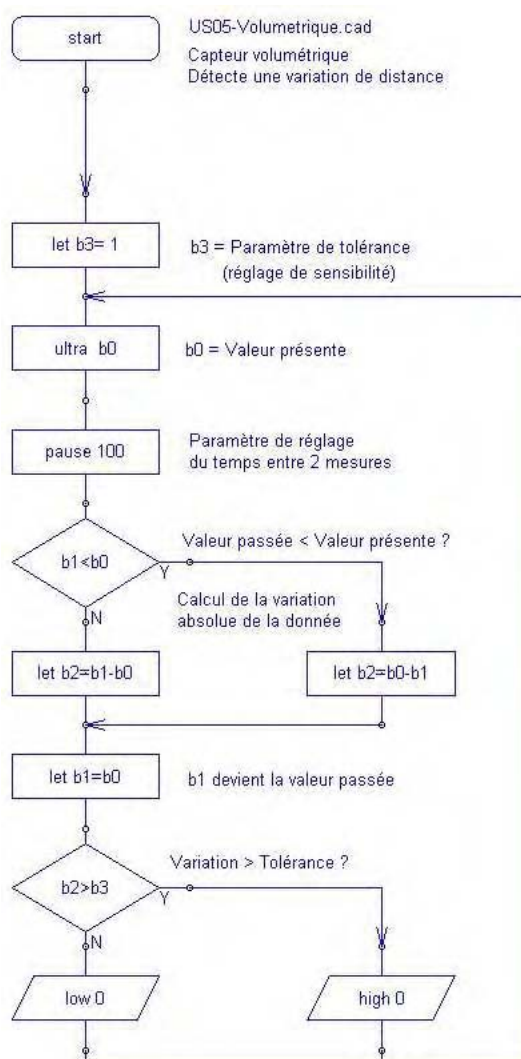 start
US05-Volumetrique.cad
Capteur volumétrique
Détecte une variation de distance
let b3= 1
b3 = Paramètre de tolérance
(réglage de sensibilité)
ultra b0
b0 = Valeur présente
pause 100
Paramètre de réglage
du temps entre 2 mesures
b1<b0
Y
N
Valeur passée < Valeur présente ?
Calcul de la variation
absolue de la donnée
let b2=b1-b0
let b2=b0-b1
let b1=b0
b1 devient la valeur passée
b2>b3
Y
N
Variation > Tolérance ?
low 0
high 0